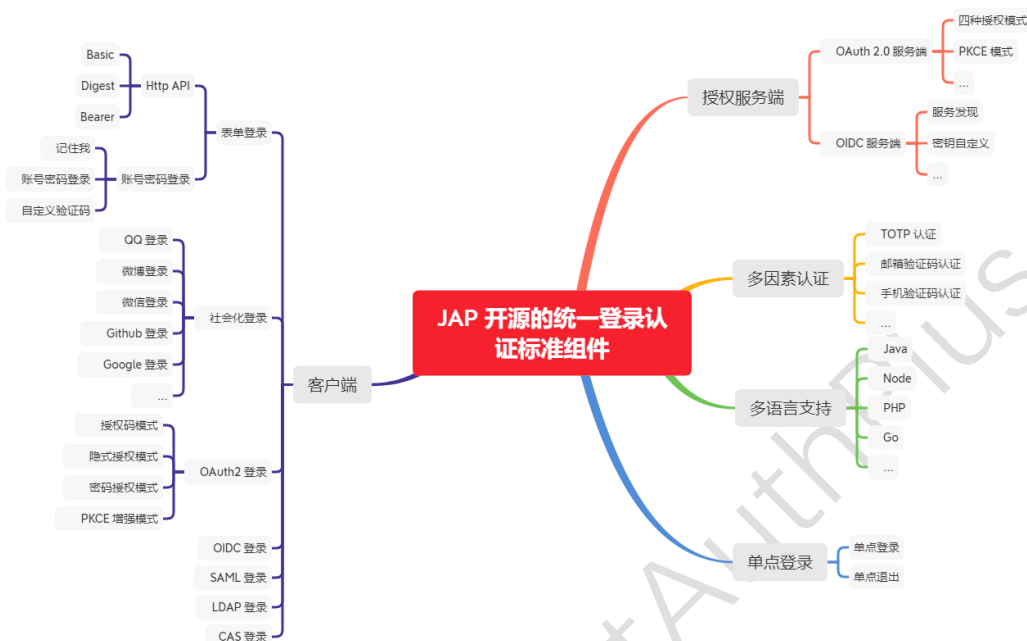 JAP 开源的统一登录认
证标准组件
客户端
表单登录
Http API
Basic
Digest
Bearer
账号密码登录
记住我
账号密码登录
自定义验证码
社会化登录
QQ 登录
微博登录
微信登录
Github 登录
Google 登录
...
OAuth2 登录
授权码模式
隐式授权模式
密码授权模式
PKCE 增强模式
OIDC 登录
SAML 登录
LDAP 登录
CAS 登录
授权服务端
OAuth 2.0 服务端
四种授权模式
PKCE 模式
...
OIDC 服务端
服务发现
密钥自定义
...
多因素认证
TOTP 认证
邮箱验证码认证
手机验证码认证
...
多语言支持
Java
Node
PHP
Go
...
单点登录
单点登录
单点退出
tAuthPlus